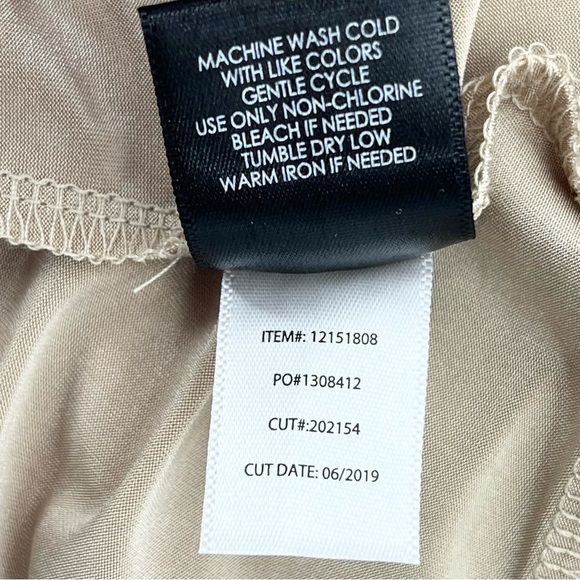 MACHINE WASH COLD
WITH LIKE COLORS
GENTLE CYCLE
USE ONLY NON-CHLORINE
BLEACH IF NEEDED
TUMBLE DRY LOW
WARM IRON IF NEEDED
ITEM#: 12151808
PO#1308412
CUT#:202154
CUT DATE: 06/2019